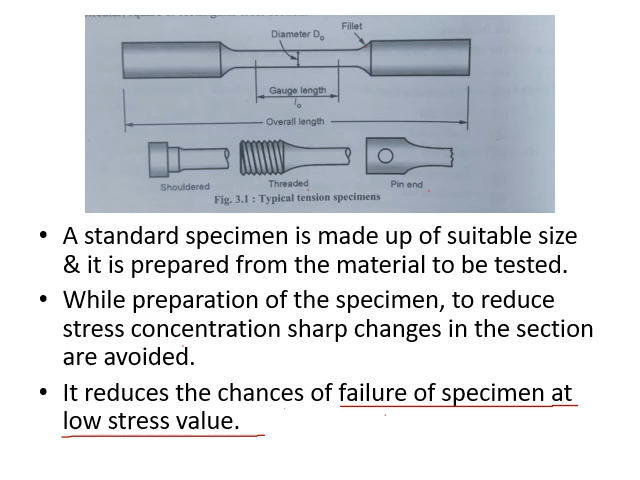 Diameter Do
Fillet
Gauge length
lo
Overall length
Shouldered
Threaded
Pin end
Fig. 3.1 : Typical tension specimens
• A standard specimen is made up of suitable size
& it is prepared from the material to be tested.
• While preparation of the specimen, to reduce
stress concentration sharp changes in the section
are avoided.
• It reduces the chances of failure of specimen at
low stress value.